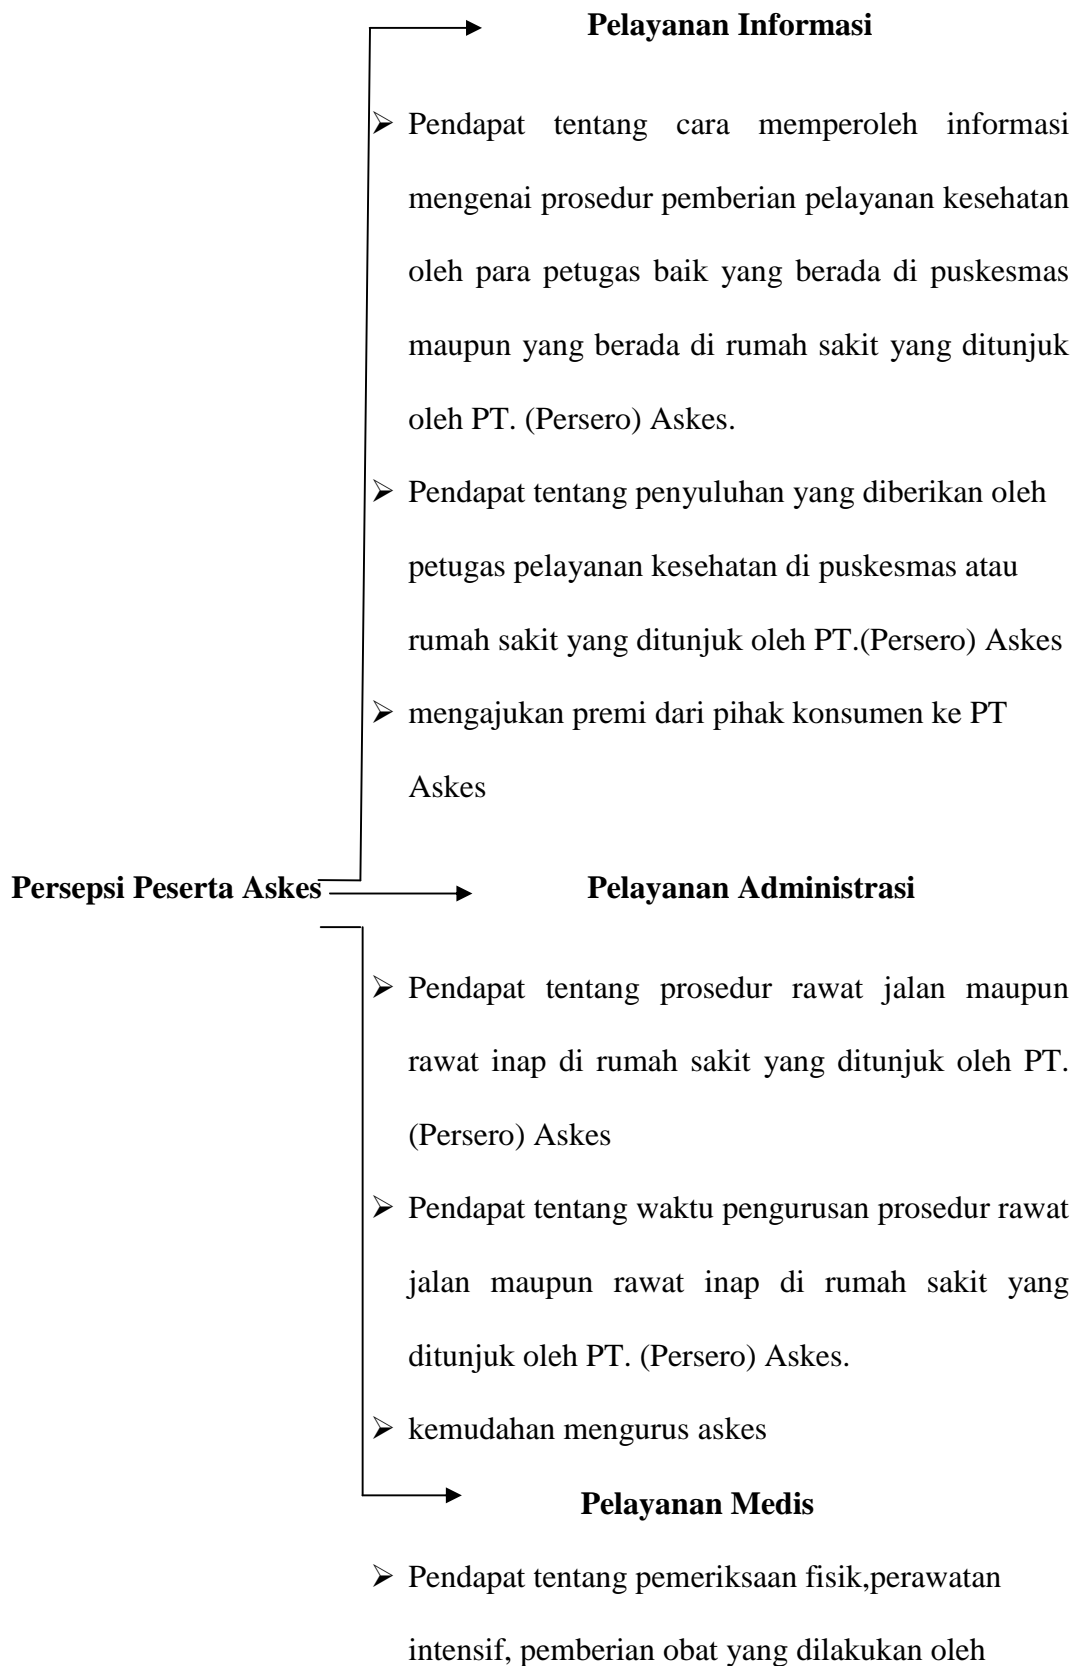 Pelayanan Informasi
➢ Pendapat tentang cara memperoleh informasi
mengenai prosedur pemberian pelayanan kesehatan
oleh para petugas baik yang berada di puskesmas
maupun yang berada di rumah sakit yang ditunjuk
oleh PT. (Persero) Askes.
➢ Pendapat tentang penyuluhan yang diberikan oleh
petugas pelayanan kesehatan di puskesmas atau
rumah sakit yang ditunjuk oleh PT.(Persero) Askes
➢ mengajukan premi dari pihak konsumen ke PT
Askes
Persepsi Peserta Askes
Pelayanan Administrasi
➢ Pendapat tentang prosedur rawat jalan maupun
rawat inap di rumah sakit yang ditunjuk oleh PT.
(Persero) Askes
➢ Pendapat tentang waktu pengurusan prosedur rawat
jalan maupun rawat inap di rumah sakit yang
ditunjuk oleh PT. (Persero) Askes.
➢ kemudahan mengurus askes
Pelayanan Medis
➢ Pendapat tentang pemeriksaan fisik,perawatan
intensif, pemberian obat yang dilakukan oleh